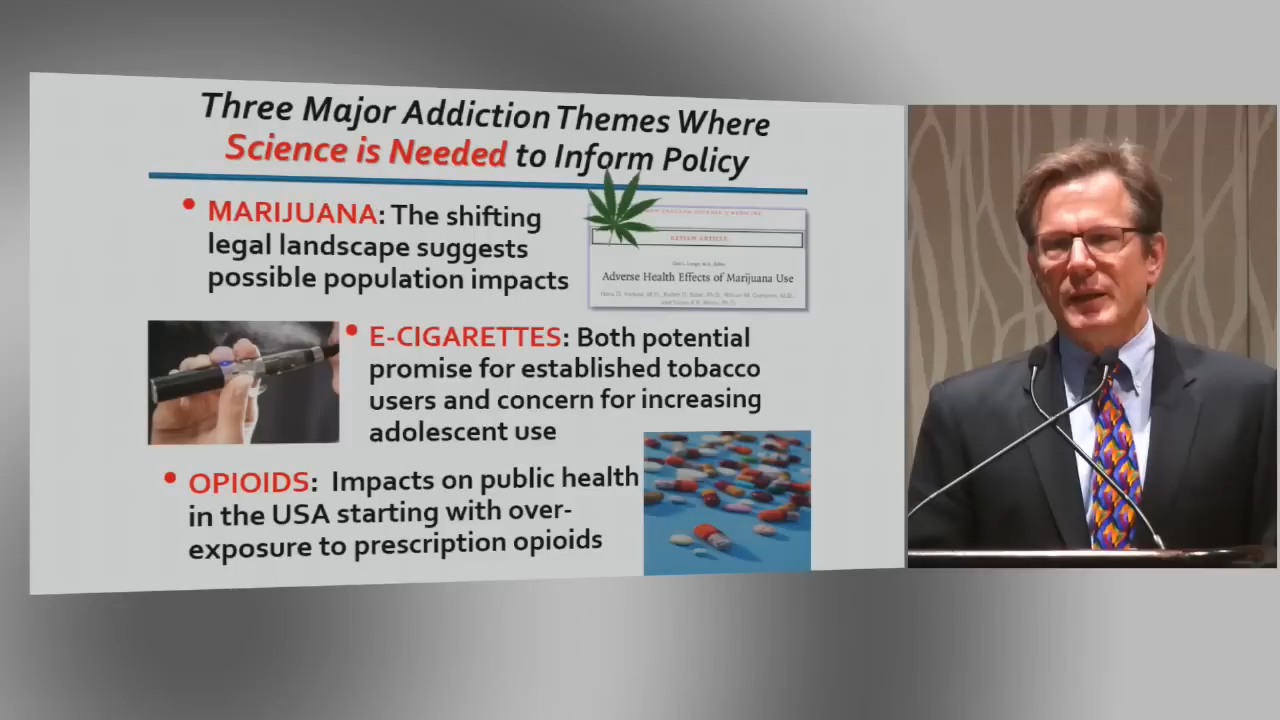 Three Major Addiction Themes Where
Science is Needed to Inform Policy
• MARIJUANA: The shifting
legal landscape suggests
possible population impacts
REVIEW ARTICLE
Adverse Health Effects of Marijuana Use
• E-CIGARETTES: Both potential
promise for established tobacco
users and concern for increasing
adolescent use
• OPIOIDS: Impacts on public health
in the USA starting with over-
exposure to prescription opioids